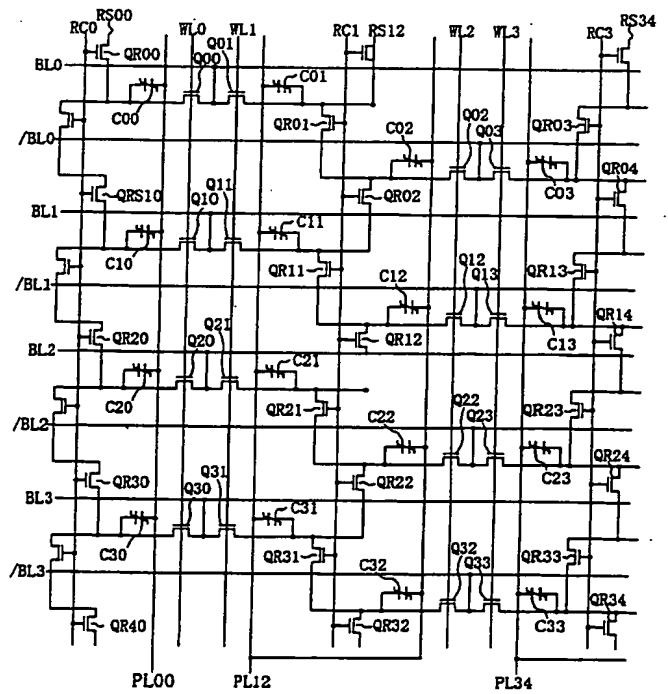 RS00 RS12 RS34
RC0 WL0 Q01 WL1 RC1 WL2 WL3 RC3
QR00 Q00
BL0 C01
C00 QR01 C02 Q02 Q03 QR03
/BL0 QR04
QRS10 Q11 QR02 C03
BL1 Q10 C11
C10 QR11 C12 Q12 Q13 QR13
/BL1 QR14
QR20 Q21 QR12 C13
BL2 Q20 C21
C20 QR21 C22 Q22 Q23 QR23
/BL2 QR24
QR30 Q31 QR22 C23
BL3 Q30 C31
C30 QR31 C32 Q32 Q33 QR33
/BL3 QR34
QR40 QR32 C33
PL00 PL12 PL34